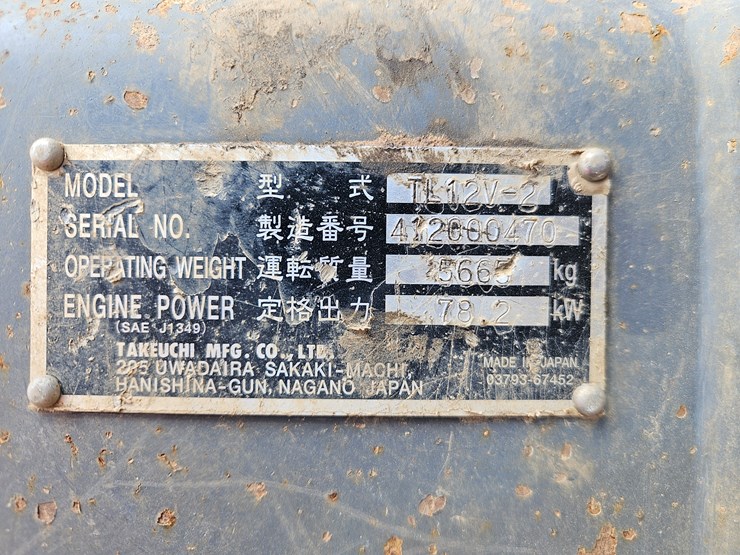 MODEL 型 式 TL12V-2
SERIAL NO. 製造番号 412000470
OPERATING WEIGHT 運転質量 5665 kg
ENGINE POWER 定格出力 78.2 kW
(SAE J1349)
TAKEUCHI MFG. CO., LTD.
205 UWADAIRA SAKAKI-MACHI,
HANISHINA-GUN, NAGANO JAPAN
MADE IN JAPAN
03793-67452